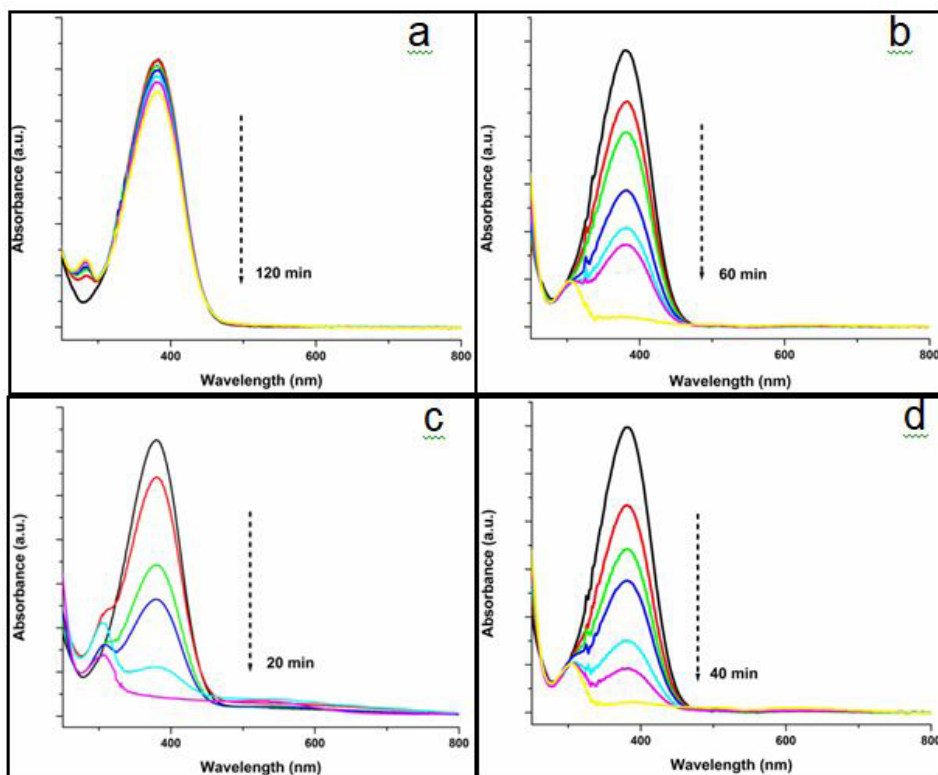 a
Absorbance (a.u.)
120 min
400
600
800
Wavelength (nm)
b
Absorbance (a.u.)
60 min
400
600
800
Wavelength (nm)
c
Absorbance (a.u.)
20 min
400
600
800
Wavelength (nm)
d
Absorbance (a.u.)
40 min
400
600
800
Wavelength (nm)